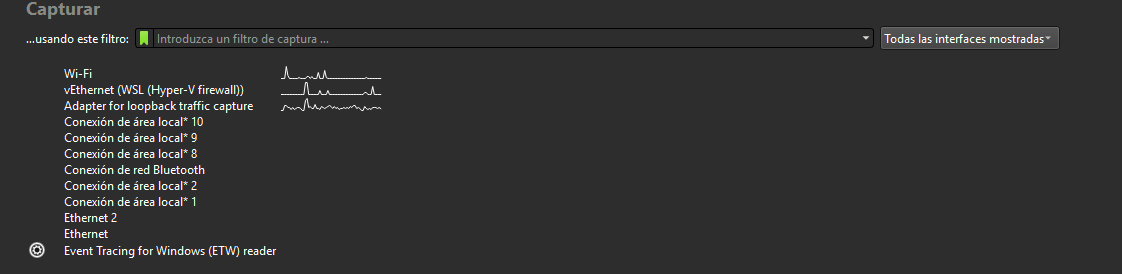 Capturar
...usando este filtro: Introduzca un filtro de captura ... Todas las interfaces mostradas
Wi-Fi
vEthernet (WSL (Hyper-V firewall))
Adapter for loopback traffic capture
Conexión de área local* 10
Conexión de área local* 9
Conexión de área local* 8
Conexión de red Bluetooth
Conexión de área local* 2
Conexión de área local* 1
Ethernet 2
Ethernet
Event Tracing for Windows (ETW) reader